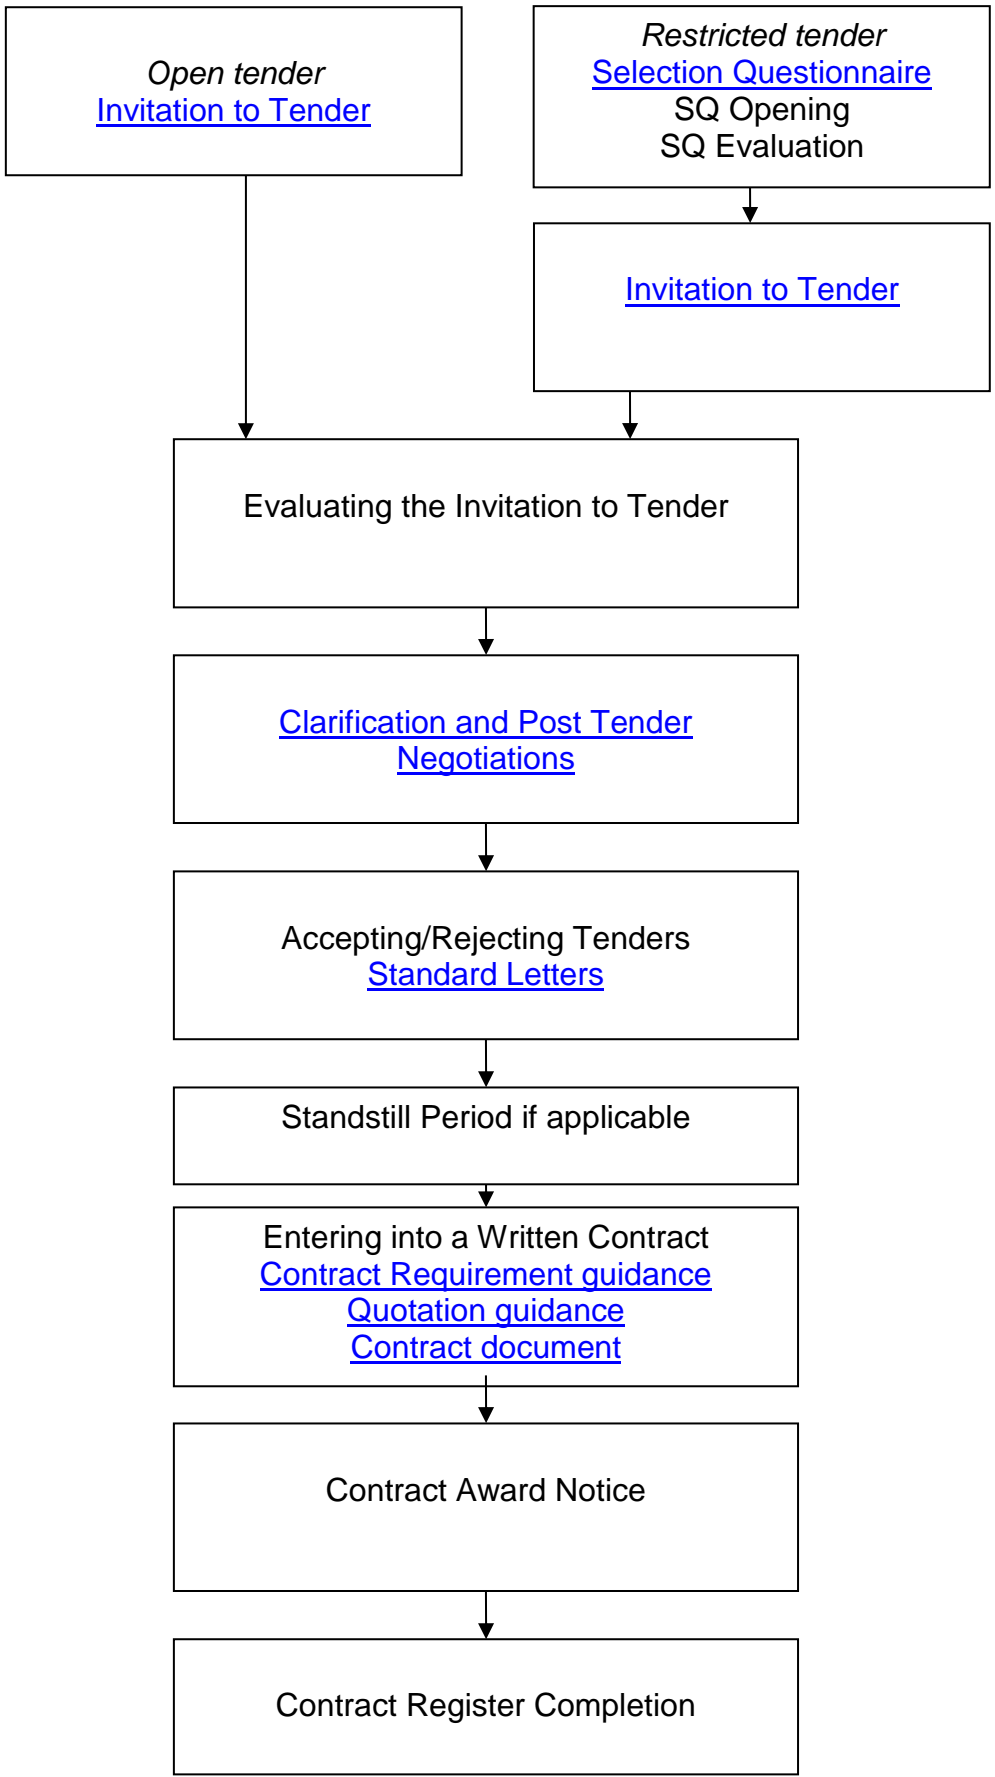 Open tender
Invitation to Tender
Restricted tender
Selection Questionnaire
SQ Opening
SQ Evaluation
Invitation to Tender
Evaluating the Invitation to Tender
Clarification and Post Tender
Negotiations
Accepting/Rejecting Tenders
Standard Letters
Standstill Period if applicable
Entering into a Written Contract
Contract Requirement guidance
Quotation guidance
Contract document
Contract Award Notice
Contract Register Completion